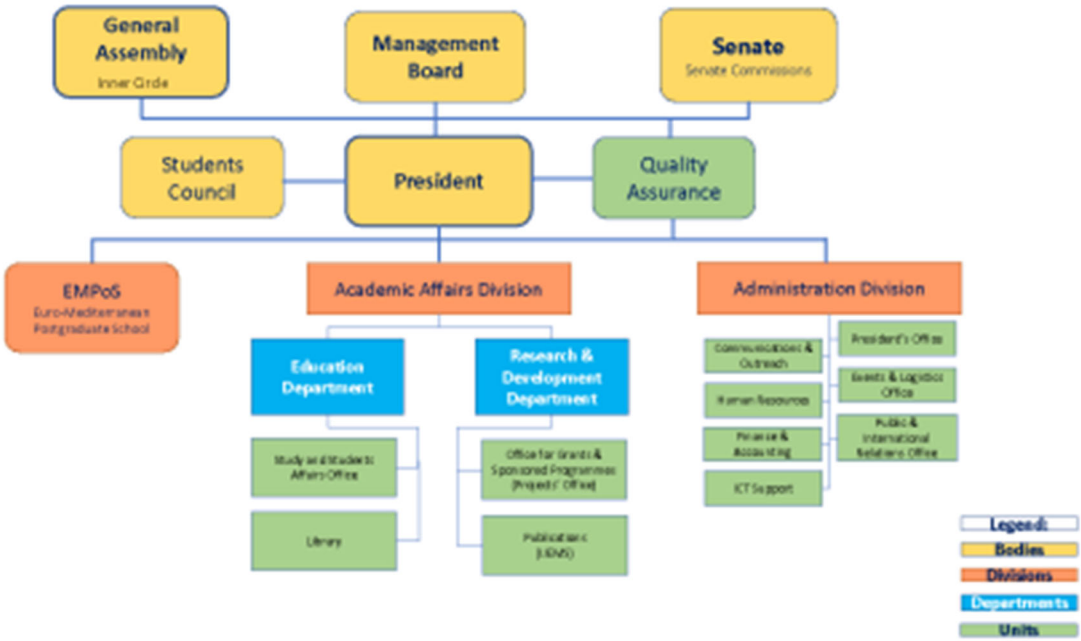 General
Assembly
Inner Circle
Management
Board
Senate
Senate Commissions
Students
Council
President
Quality
Assurance
EMPoS
Euro-Mediterranean
Postgraduate School
Academic Affairs Division
Administration Division
Education
Department
Research &
Development
Department
Study and Students
Affairs Office
Library
Office for Grants &
Sponsored Programmes
(Projects' Office)
Publications
Communications &
Outreach
Human Resources
Finance &
Accounting
ICT Support
President's Office
Events & Logistics
Office
Public &
International
Relations Office
Legend:
Bodies
Divisions
Departments
Units